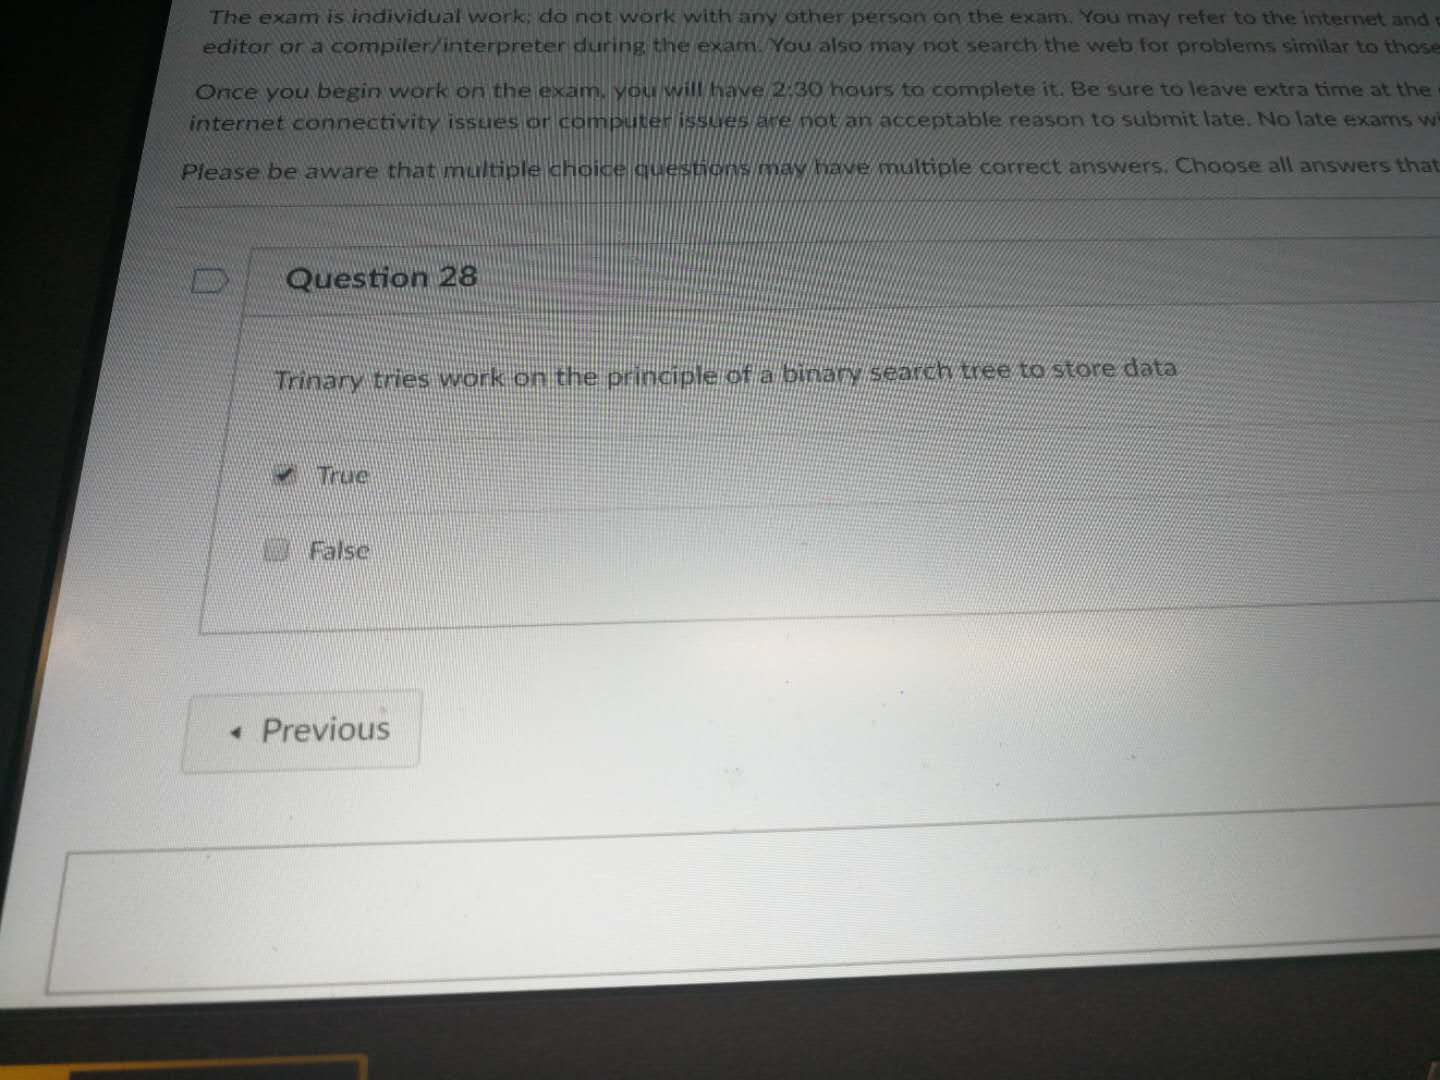 The exam is individual work; do not work with any other person on the exam. You may refer to the internet and
editor or a compiler/interpreter during the exam. You also may not search the web for problems similar to those
Once you begin work on the exam, you will have 2:30 hours to complete it. Be sure to leave extra time at the
internet connectivity issues or computer issues are not an acceptable reason to submit late. No late exams
Please be aware that multiple choice questions may have multiple correct answers. Choose all answers that
Question 28
Trinary tries work on the principle of a binary search tree to store data
True
False
Previous